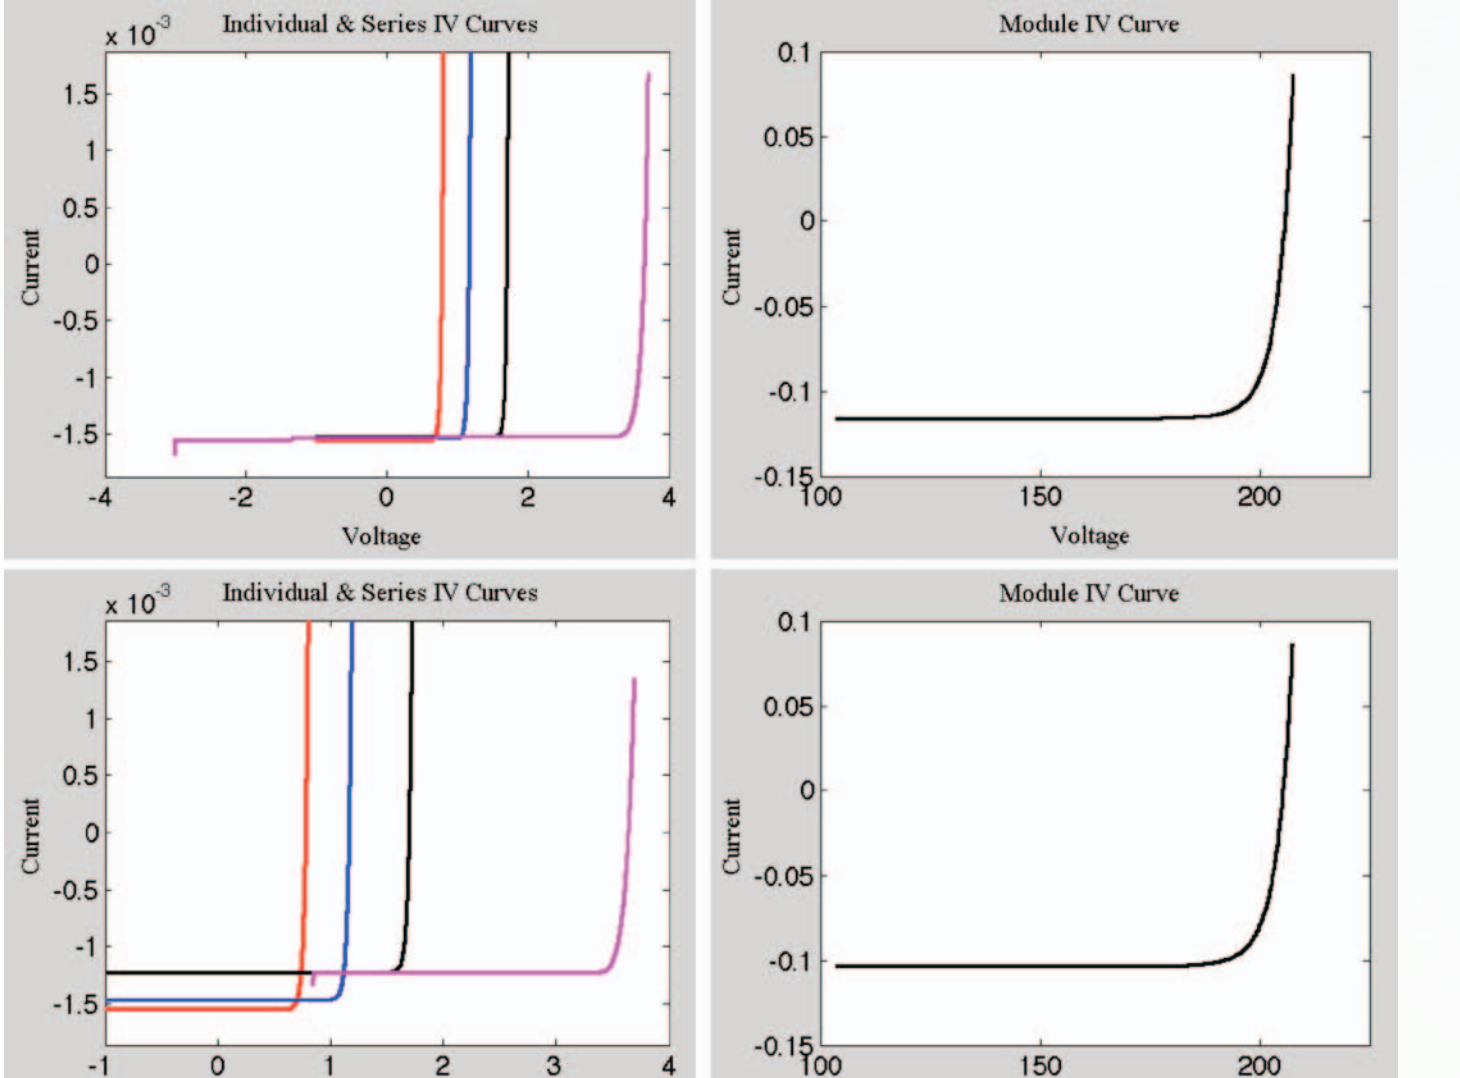 Individual & Series IV Curves
x 10-3
1.5
1
0.5
0
-0.5
-1
-1.5
-4 -2 0 2 4
Current
Voltage
Module IV Curve
0.1
0.05
0
-0.05
-0.1
-0.15
100 150 200
Current
Voltage
Individual & Series IV Curves
x 10-3
1.5
1
0.5
0
-0.5
-1
-1.5
-1 0 1 2 3 4
Current
Module IV Curve
0.1
0.05
0
-0.05
-0.1
-0.15
100 150 200
Current